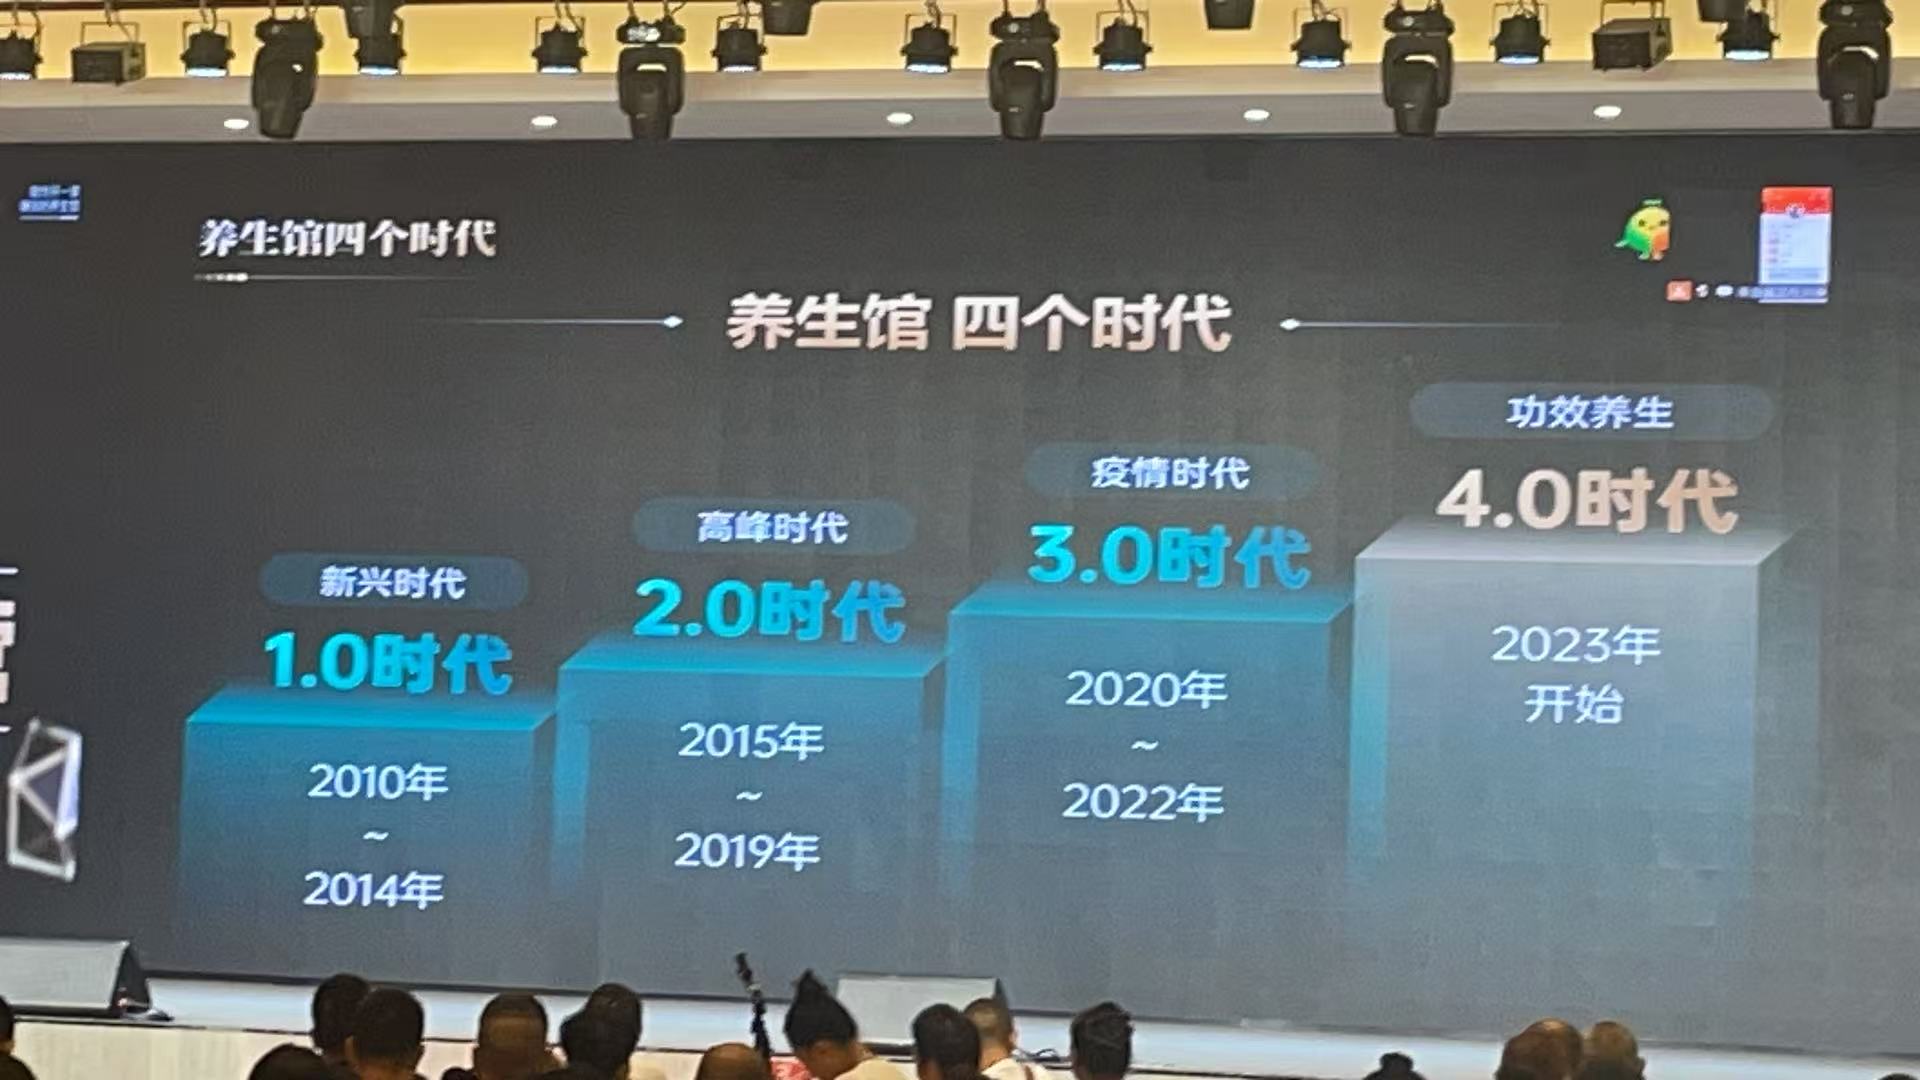 养生馆四个时代
养生馆 四个时代
新兴时代
1.0时代
2010年
~
2014年
高峰时代
2.0时代
2015年
~
2019年
疫情时代
3.0时代
2020年
~
2022年
功效养生
4.0时代
2023年
开始